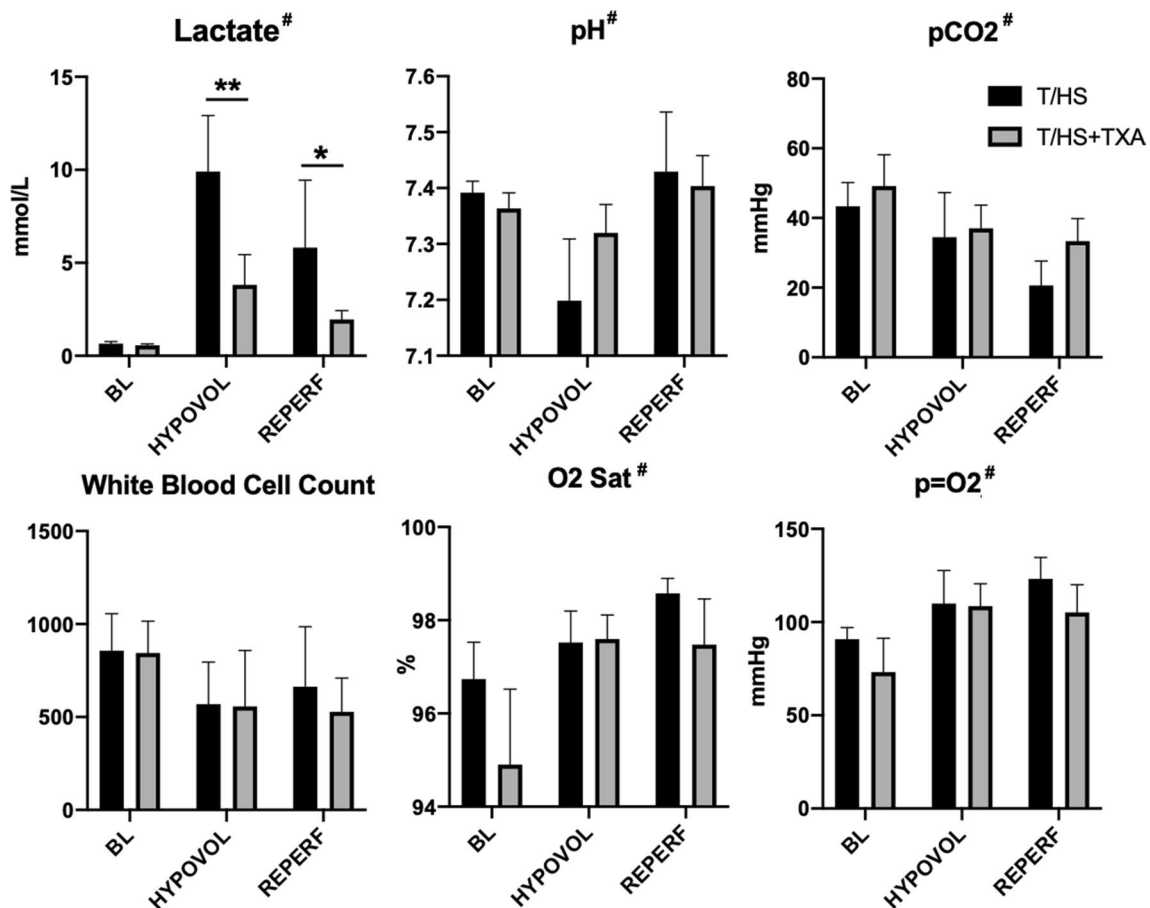 Lactate#
pH#
pCO2#
15
10
5
0
mmol/L
**
*
BL
HYPOVOL
REPERF
7.6
7.5
7.4
7.3
7.2
7.1
BL
HYPOVOL
REPERF
80
60
40
20
0
mmHg
T/HS
T/HS+TXA
BL
HYPOVOL
REPERF
White Blood Cell Count
O2 Sat #
p=O2#
1500
1000
500
0
BL
HYPOVOL
REPERF
100
98
96
94
%
BL
HYPOVOL
REPERF
150
100
50
0
mmHg
BL
HYPOVOL
REPERF